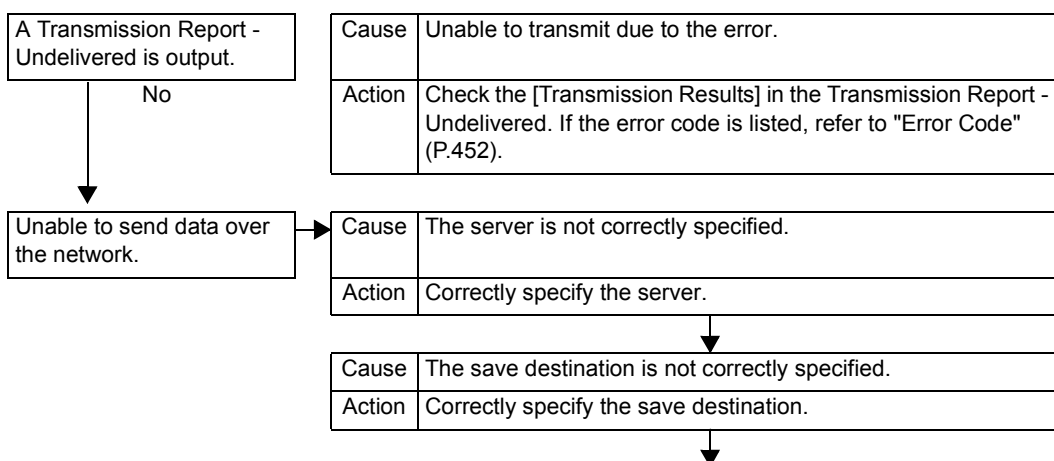 A Transmission Report -
Undelivered is output.
Cause Unable to transmit due to the error.
No
Action Check the [Transmission Results] in the Transmission Report -
Undelivered. If the error code is listed, refer to "Error Code"
(P.452).
Unable to send data over
the network.
Cause The server is not correctly specified.
Action Correctly specify the server.
Cause The save destination is not correctly specified.
Action Correctly specify the save destination.